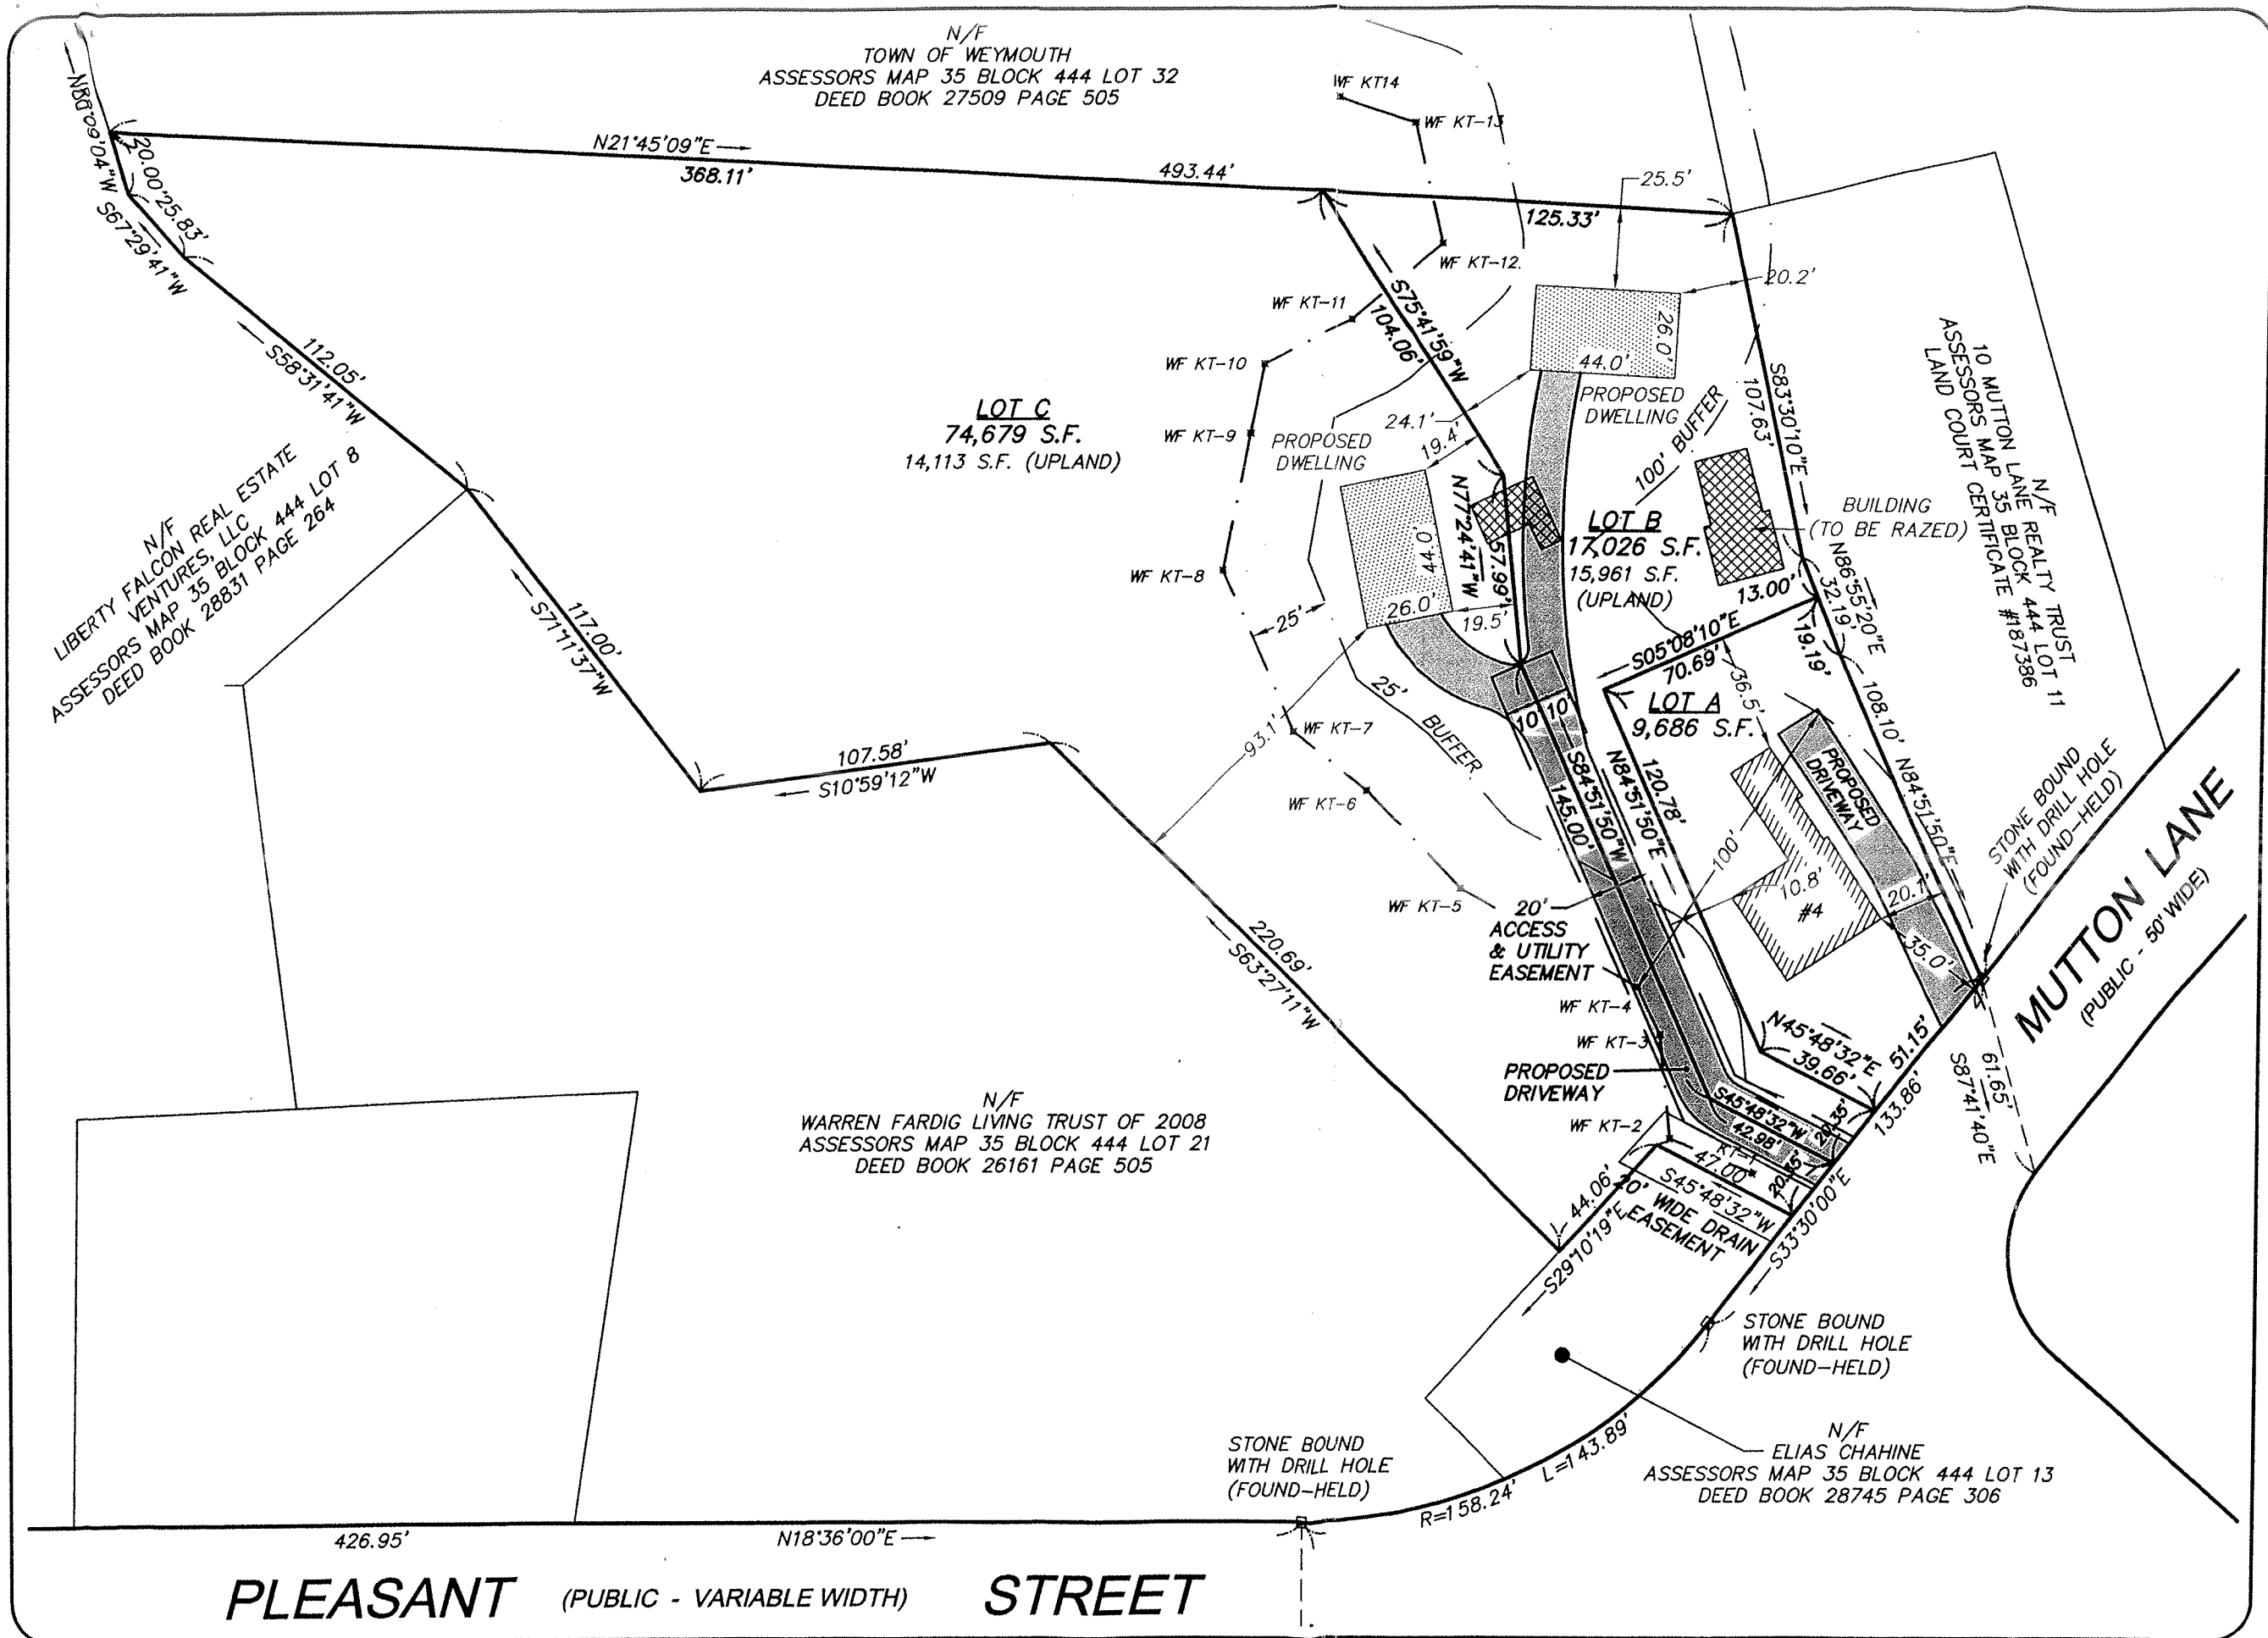 N/F
TOWN OF WEYMOUTH
ASSESSORS MAP 35 BLOCK 444 LOT 32
DEED BOOK 27509 PAGE 505
20.00'
25.83'
S67°29'41"W
N21°45'09"E
368.11'
493.44'
125.33'
WF KT14
WF KT-13
WF KT-12
WF KT-11
WF KT-10
WF KT-9
WF KT-8
25.5'
20.2'
26.0'
44.0'
PROPOSED
DWELLING
S75°41'59"W
104.06'
24.1'
19.4'
PROPOSED
DWELLING
44.0'
26.0'
19.5'
N77°24'41"W
57.99'
100' BUFFER
S83°30'10"E
107.63'
N/F
10 MUTTON LANE REALTY TRUST
ASSESSORS MAP 35 BLOCK 444 LOT 11
LAND COURT CERTIFICATE #187386
112.05'
S58°31'41"W
LOT C
74,679 S.F.
14,113 S.F. (UPLAND)
LOT B
17,026 S.F.
15,961 S.F.
(UPLAND)
BUILDING
(TO BE RAZED)
N86°55'20"E
32.19'
13.00'
19.19'
S05°08'10"E
70.69'
N/F
LIBERTY FALCON REAL ESTATE
VENTURES, LLC
ASSESSORS MAP 35 BLOCK 444 LOT 8
DEED BOOK 28831 PAGE 264
117.00'
S71°11'37"W
107.58'
S10°59'12"W
25'
93.1'
25'
BUFFER
WF KT-7
WF KT-6
WF KT-5
10'
10'
LOT A
9,686 S.F.
36.5'
108.10'
N84°51'50"E
120.78'
N84°51'50"E
S84°51'50"W
145.00'
100'
PROPOSED
DRIVEWAY
10.8'
#4
20.1'
35.0'
STONE BOUND
WITH DRILL HOLE
(FOUND-HELD)
MUTTON LANE
(PUBLIC - 50' WIDE)
220.69'
S63°27'11"W
20'
ACCESS
& UTILITY
EASEMENT
WF KT-4
WF KT-3
PROPOSED
DRIVEWAY
WF KT-2
KT-1
N45°48'32"E
39.66'
51.15'
133.86'
61.65'
S87°41'40"E
S45°48'32"W
42.98'
20.35'
20.35'
47.00'
S45°48'32"W
44.06'
S29°10'19"E
20' WIDE DRAIN
EASEMENT
S33°30'00"E
N/F
WARREN FARDIG LIVING TRUST OF 2008
ASSESSORS MAP 35 BLOCK 444 LOT 21
DEED BOOK 26161 PAGE 505
STONE BOUND
WITH DRILL HOLE
(FOUND-HELD)
N/F
ELIAS CHAHINE
ASSESSORS MAP 35 BLOCK 444 LOT 13
DEED BOOK 28745 PAGE 306
STONE BOUND
WITH DRILL HOLE
(FOUND-HELD)
R=158.24'
L=143.89'
426.95'
N18°36'00"E
PLEASANT (PUBLIC - VARIABLE WIDTH) STREET